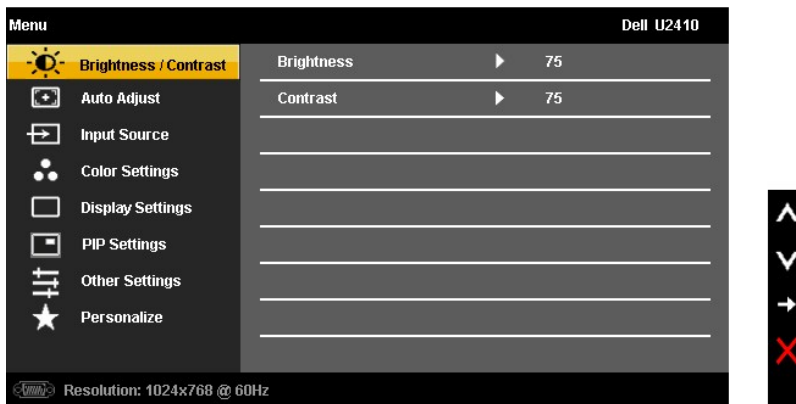 Menu Dell U2410
Brightness / Contrast Brightness 75
Auto Adjust Contrast 75
Input Source
Color Settings
Display Settings
PIP Settings
Other Settings
Personalize
Resolution: 1024x768 @ 60Hz